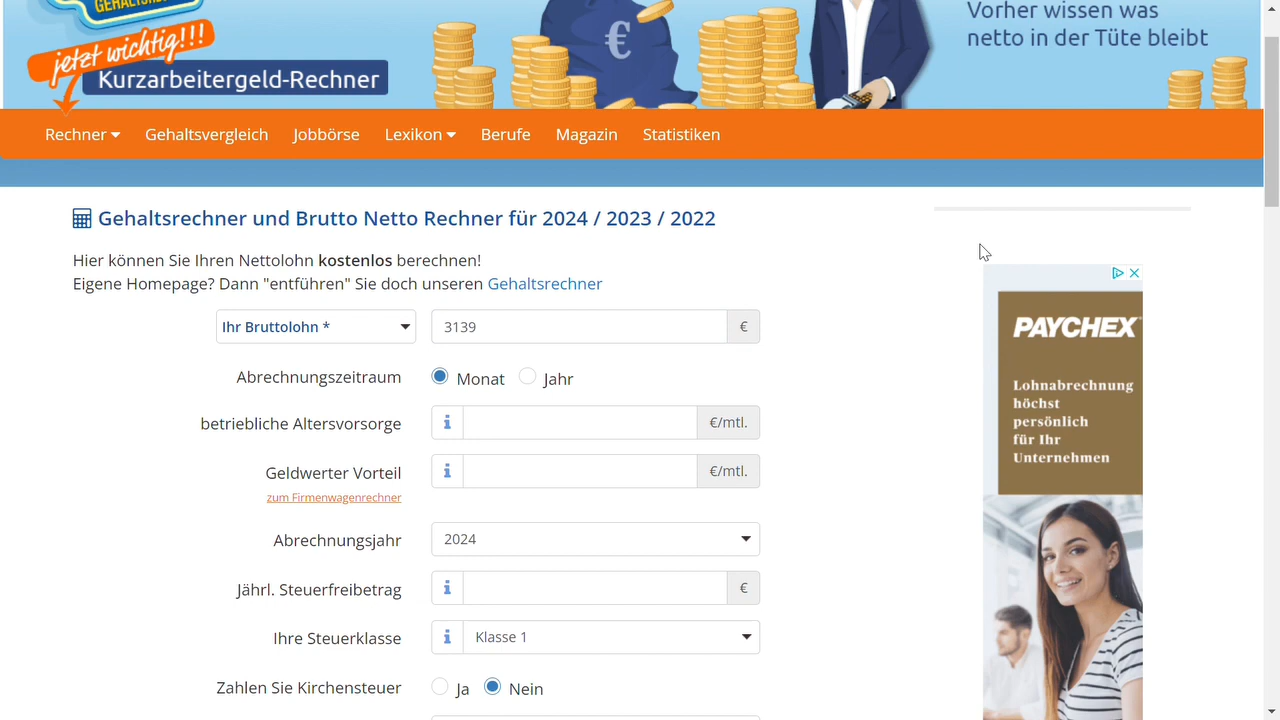 GEHALTSRECHNER
jetzt wichtig!!!
Kurzarbeitergeld-Rechner
€
Vorher wissen was
netto in der Tüte bleibt
Rechner Gehaltsvergleich Jobbörse Lexikon Berufe Magazin Statistiken
Gehaltsrechner und Brutto Netto Rechner für 2024 / 2023 / 2022
Hier können Sie Ihren Nettolohn kostenlos berechnen!
Eigene Homepage? Dann "entführen" Sie doch unseren Gehaltsrechner
Ihr Bruttolohn * 3139 €
Abrechnungszeitraum Monat Jahr
betriebliche Altersvorsorge €/mtl.
Geldwerter Vorteil €/mtl.
zum Firmenwagenrechner
Abrechnungsjahr 2024
Jährl. Steuerfreibetrag €
Ihre Steuerklasse Klasse 1
Zahlen Sie Kirchensteuer Ja Nein
PAYCHEX
Lohnabrechnung
höchst
persönlich
für Ihr
Unternehmen